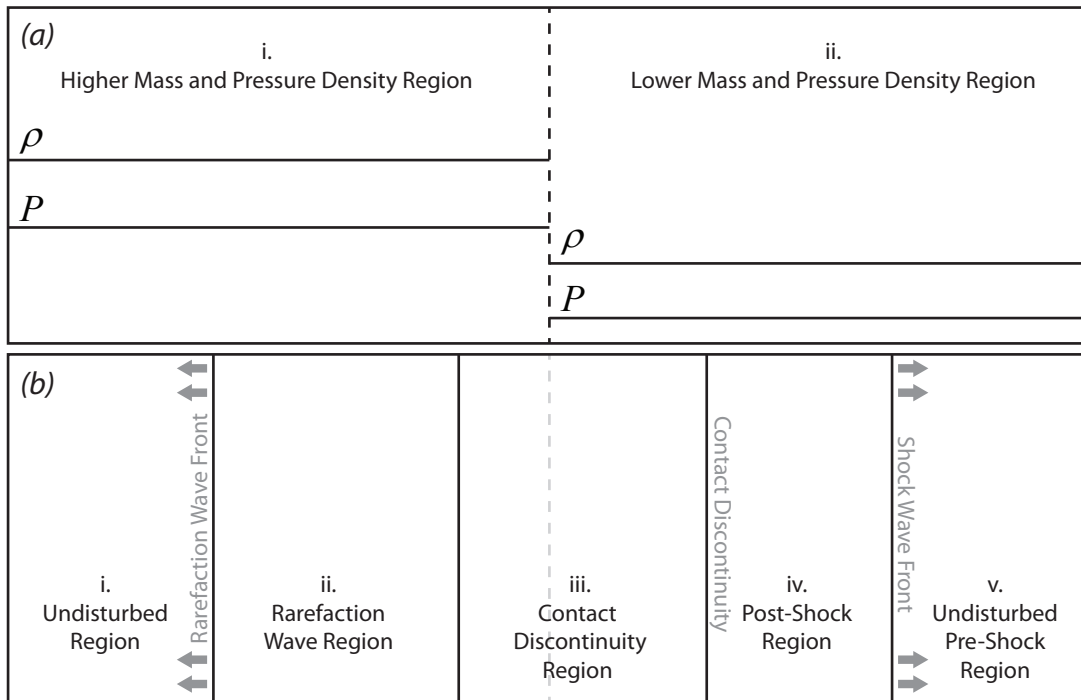 (a)
i.
Higher Mass and Pressure Density Region
ii.
Lower Mass and Pressure Density Region
ρ
P
ρ
P
(b)
Rarefaction Wave Front
Contact Discontinuity
Shock Wave Front
i.
Undisturbed
Region
ii.
Rarefaction
Wave Region
iii.
Contact
Discontinuity
Region
iv.
Post-Shock
Region
v.
Undisturbed
Pre-Shock
Region